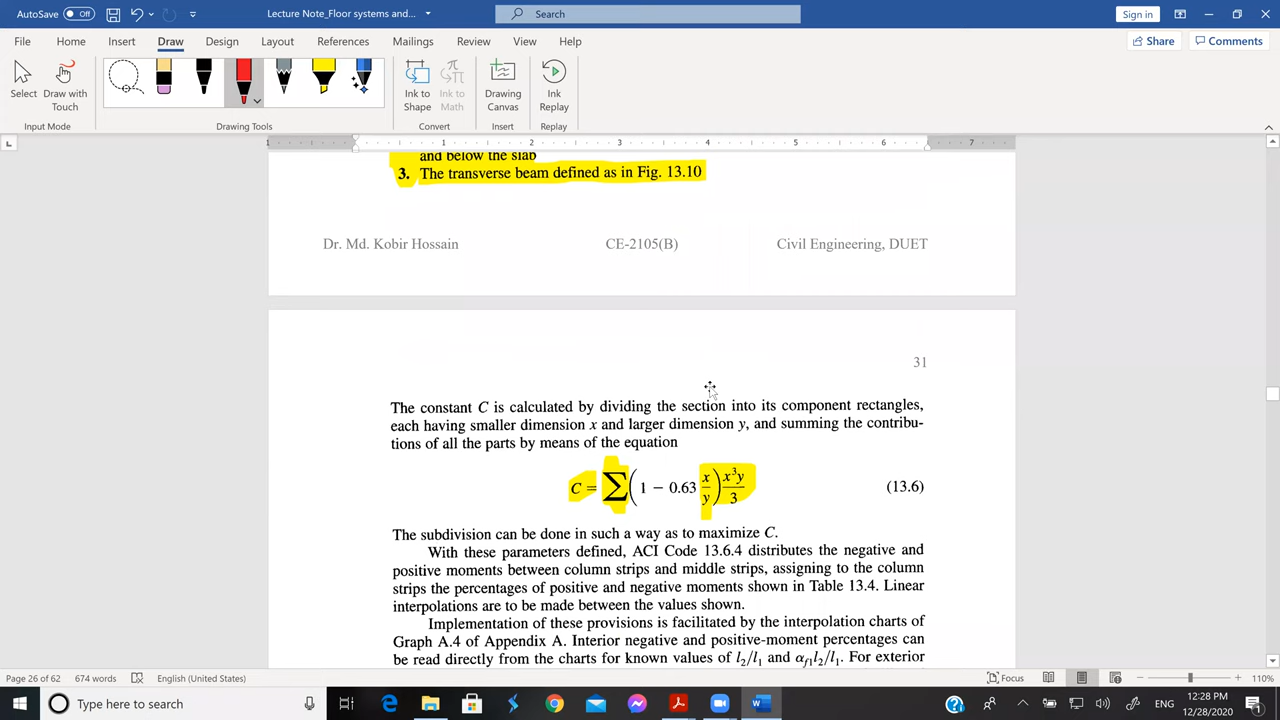 AutoSave Off
Lecture Note_Floor systems and...
Search
Sign in
File Home Insert Draw Design Layout References Mailings Review View Help
Share Comments
Select Draw with Touch
Ink to Shape Ink to Math Drawing Canvas Ink Replay
Input Mode Drawing Tools Convert Insert Replay
1 1 2 3 4 5 6 7
and below the slab
3. The transverse beam defined as in Fig. 13.10
Dr. Md. Kobir Hossain CE-2105(B) Civil Engineering, DUET
31
The constant C is calculated by dividing the section into its component rectangles,
each having smaller dimension x and larger dimension y, and summing the contribu-
tions of all the parts by means of the equation
C = ∑ (1 − 0.63 x/y) x³y/3 (13.6)
The subdivision can be done in such a way as to maximize C.
With these parameters defined, ACI Code 13.6.4 distributes the negative and
positive moments between column strips and middle strips, assigning to the column
strips the percentages of positive and negative moments shown in Table 13.4. Linear
interpolations are to be made between the values shown.
Implementation of these provisions is facilitated by the interpolation charts of
Graph A.4 of Appendix A. Interior negative and positive-moment percentages can
be read directly from the charts for known values of l₂/l₁ and α_f1 l₂/l₁. For exterior
Page 26 of 62 674 words English (United States) Focus 110%
Type here to search
ENG
12:28 PM
12/28/2020